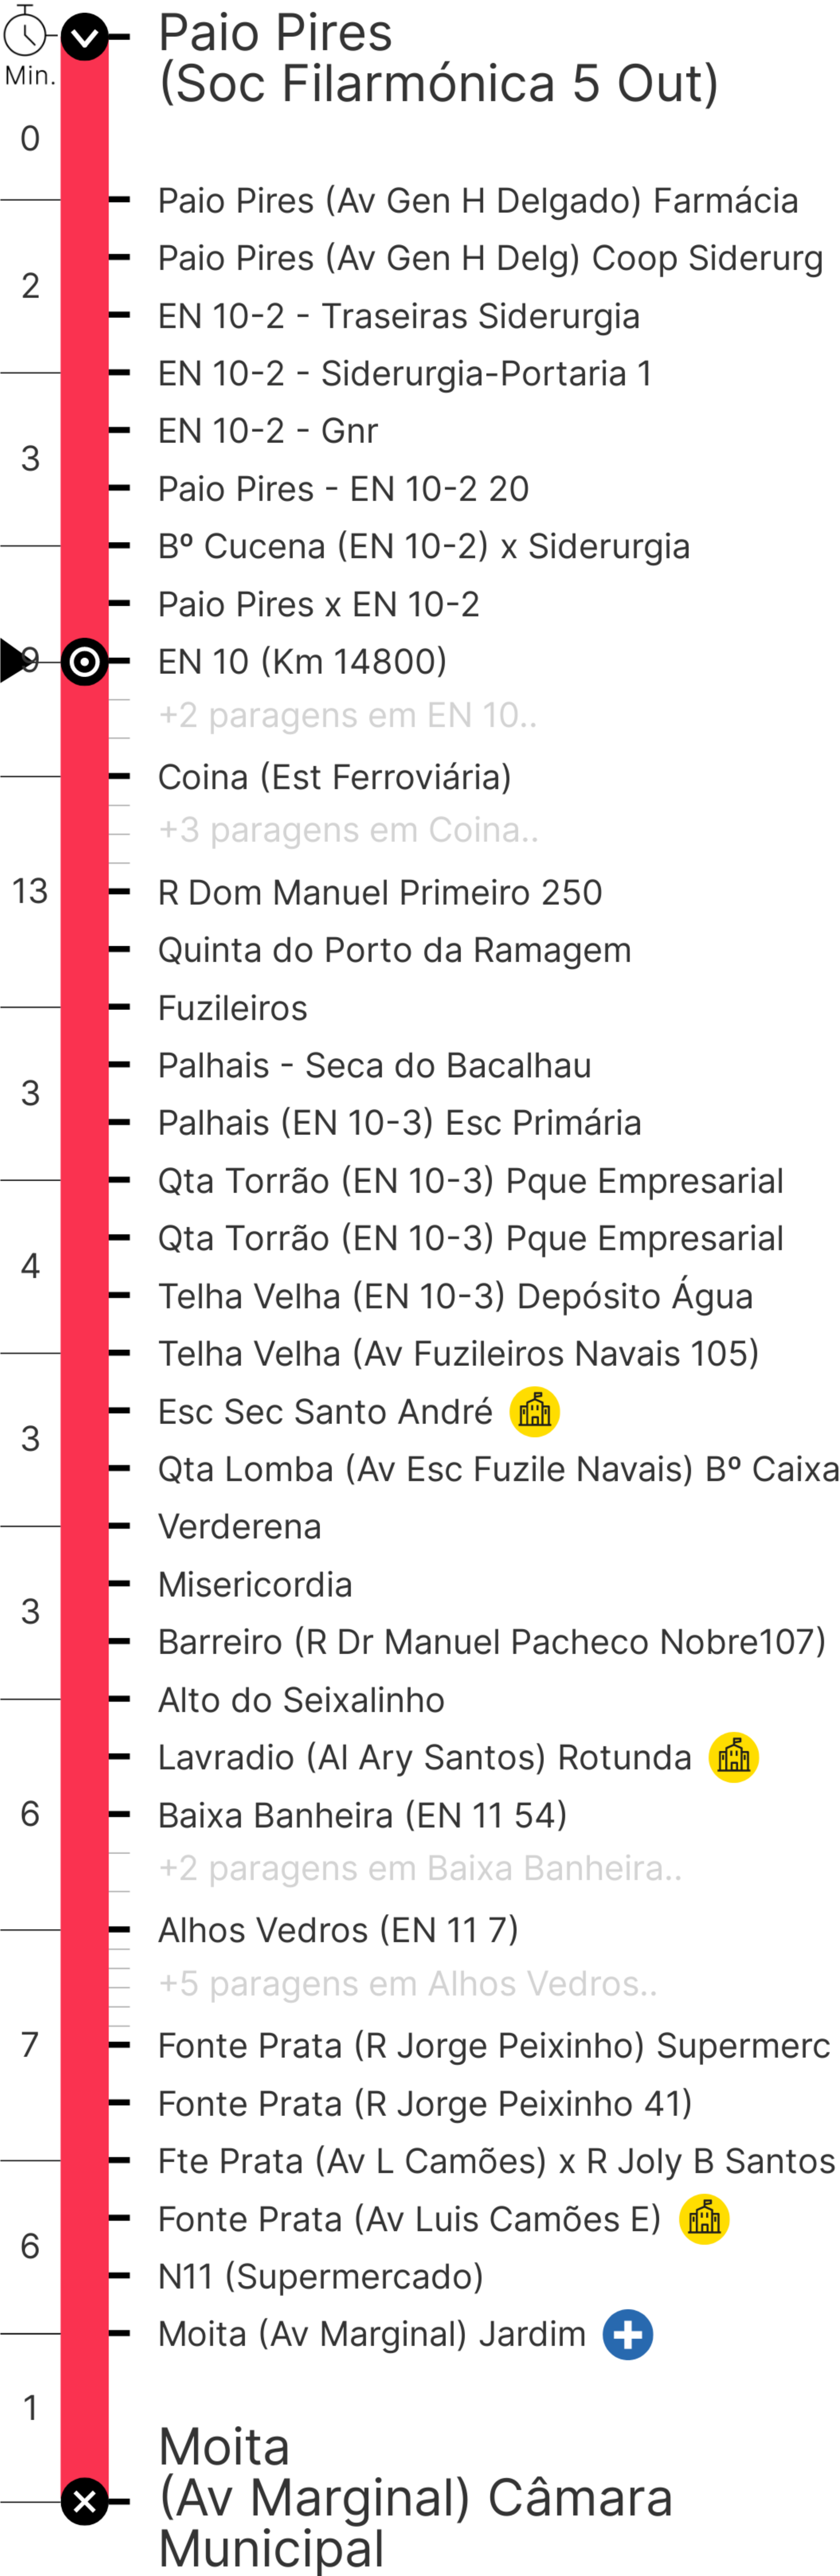 Paio Pires
(Soc Filarmónica 5 Out)
Min.
0
Paio Pires (Av Gen H Delgado) Farmácia
Paio Pires (Av Gen H Delg) Coop Siderurg
2
EN 10-2 - Traseiras Siderurgia
EN 10-2 - Siderurgia-Portaria 1
EN 10-2 - Gnr
3
Paio Pires - EN 10-2 20
Bº Cucena (EN 10-2) x Siderurgia
Paio Pires x EN 10-2
9
EN 10 (Km 14800)
+2 paragens em EN 10..
Coina (Est Ferroviária)
+3 paragens em Coina..
13
R Dom Manuel Primeiro 250
Quinta do Porto da Ramagem
Fuzileiros
Palhais - Seca do Bacalhau
3
Palhais (EN 10-3) Esc Primária
Qta Torrão (EN 10-3) Pque Empresarial
Qta Torrão (EN 10-3) Pque Empresarial
4
Telha Velha (EN 10-3) Depósito Água
Telha Velha (Av Fuzileiros Navais 105)
Esc Sec Santo André
3
Qta Lomba (Av Esc Fuzile Navais) Bº Caixa
Verderena
Misericordia
3
Barreiro (R Dr Manuel Pacheco Nobre107)
Alto do Seixalinho
Lavradio (Al Ary Santos) Rotunda
6
Baixa Banheira (EN 11 54)
+2 paragens em Baixa Banheira..
Alhos Vedros (EN 11 7)
+5 paragens em Alhos Vedros..
7
Fonte Prata (R Jorge Peixinho) Supermerc
Fonte Prata (R Jorge Peixinho 41)
Fte Prata (Av L Camões) x R Joly B Santos
Fonte Prata (Av Luis Camões E)
6
N11 (Supermercado)
Moita (Av Marginal) Jardim
1
Moita
(Av Marginal) Câmara
Municipal